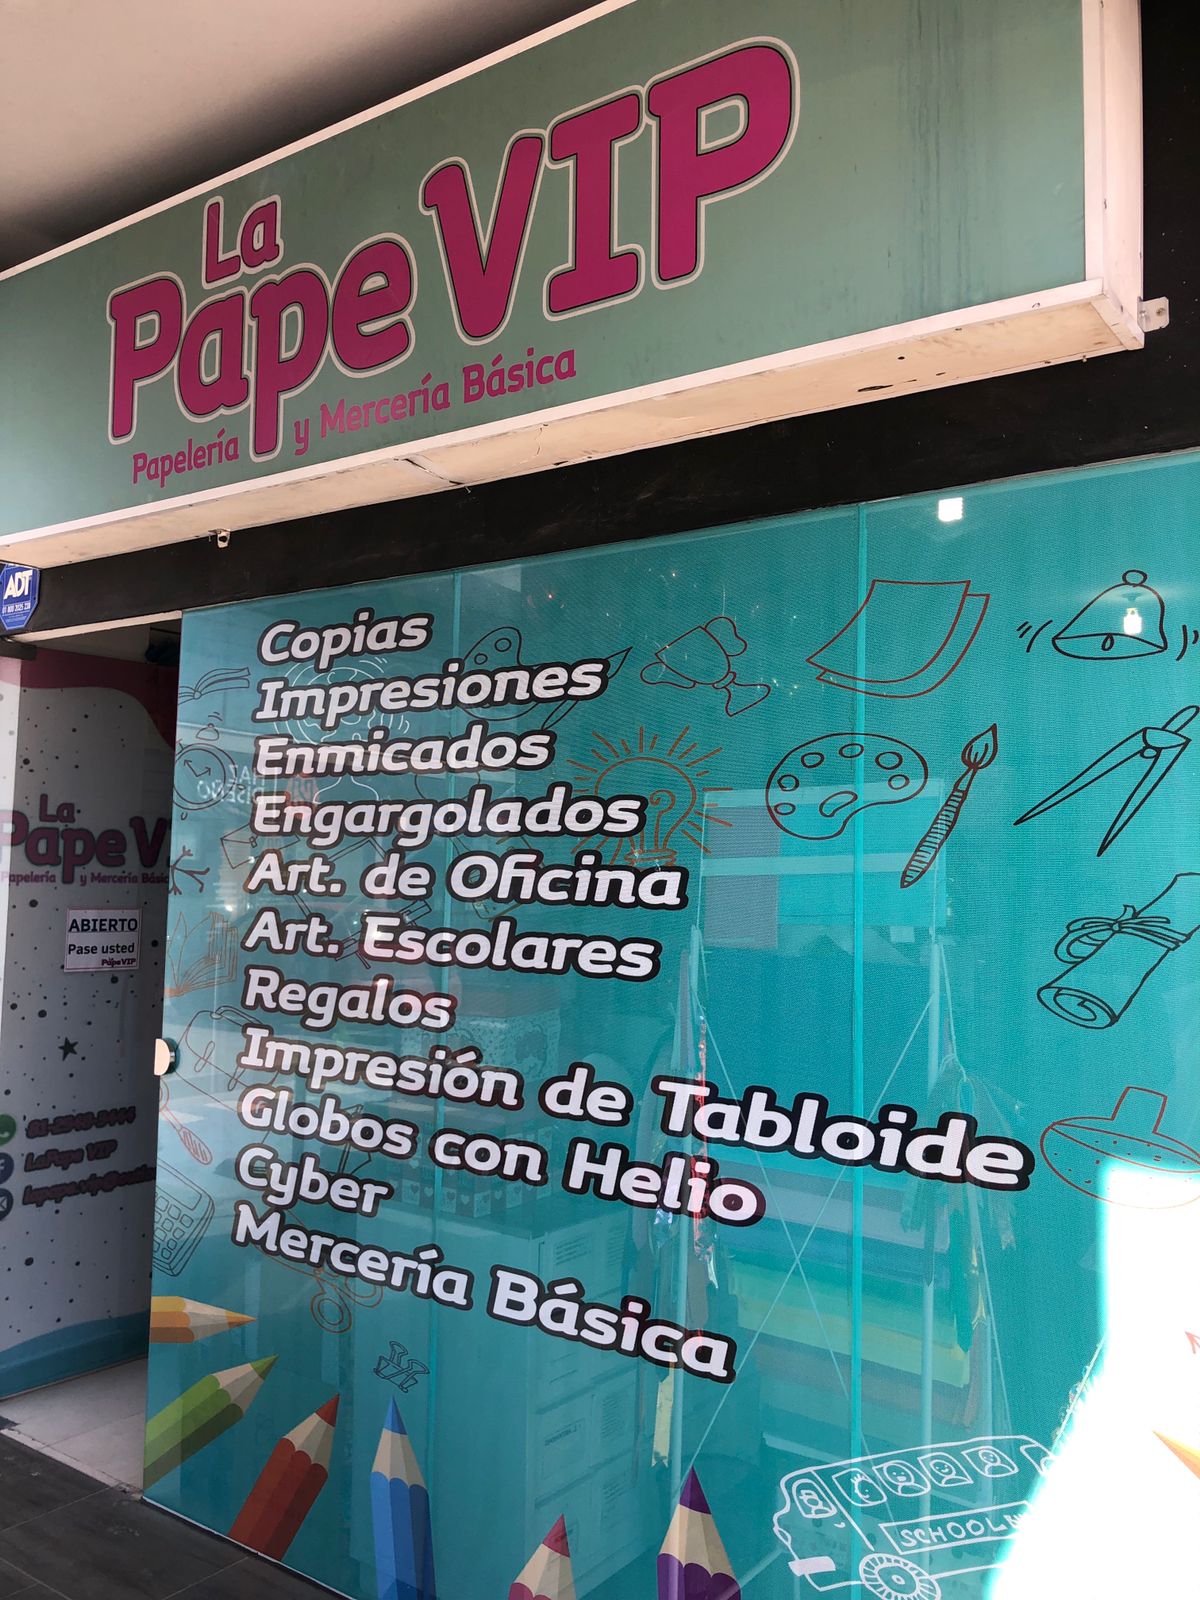 La
Pape VIP
Papelería y Mercería Básica
ADT
Copias
Impresiones
Enmicados
Engargolados
Art. de Oficina
Art. Escolares
Regalos
Impresión de Tabloide
Globos con Helio
Cyber
Mercería Básica
La
Pape
Papelería y Mercería
ABIERTO
Pase usted
PapeVIP
LaPape VIP
SCHOOL